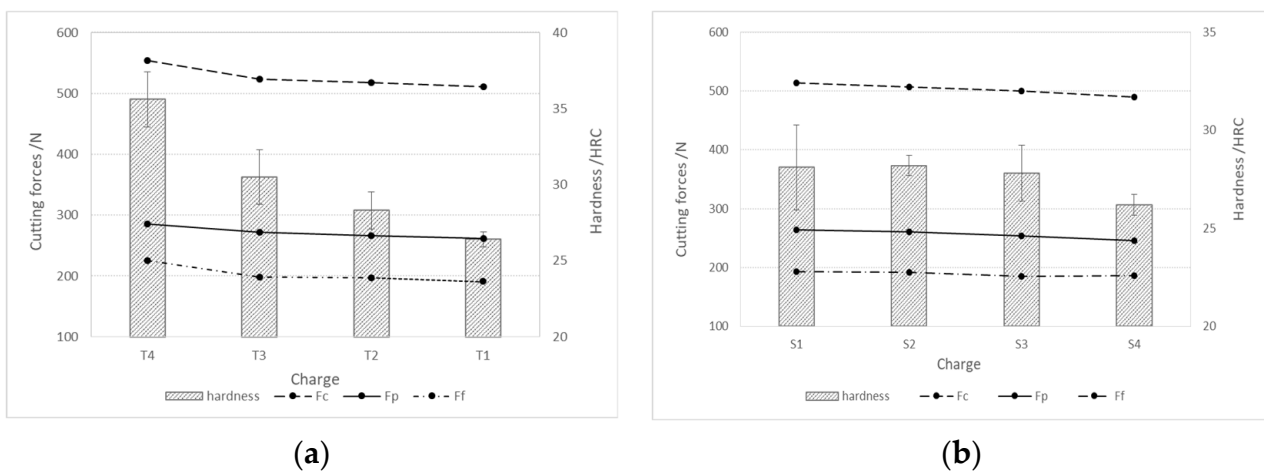 600
500
400
300
200
100
Cutting forces /N
40
35
30
25
20
Hardness /HRC
T4 T3 T2 T1
Charge
hardness Fc Fp Ff
(a)
600
500
400
300
200
100
Cutting forces /N
35
30
25
20
Hardness /HRC
S1 S2 S3 S4
Charge
hardness Fc Fp Ff
(b)